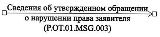 Сведения об утвержденном обращении
о нарушении права заявителя
(P.OT.01.MSG.003)